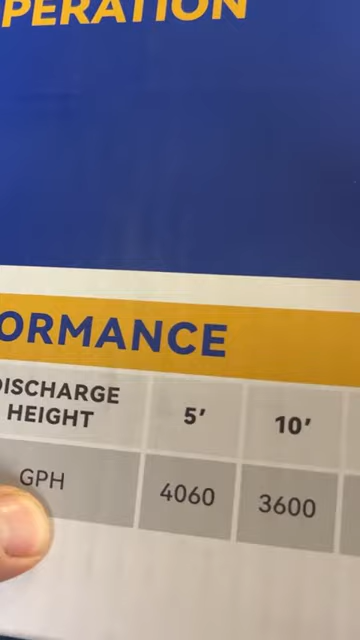 PERATION
ORMANCE
DISCHARGE
HEIGHT
5' 10'
GPH 4060 3600